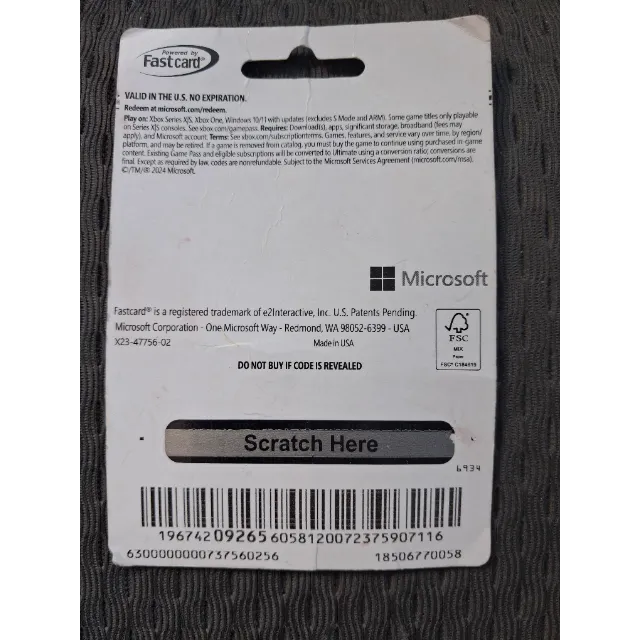 Powered by
Fastcard®
VALID IN THE U.S. NO EXPIRATION.
Redeem at microsoft.com/redeem.
Play on: Xbox Series X|S, Xbox One, Windows 10/11 with updates (excludes S Mode and ARM). Some game titles only playable
on Series X|S consoles. See xbox.com/gamepass. Requires: Download(s), apps, significant storage, broadband (fees may
apply), and Microsoft account. Terms: See xbox.com/subscriptionterms. Games, features, and service vary over time, by region/
platform, and may be retired. If a game is removed from catalog, you must buy the game to continue using purchased in-game
content. Existing Game Pass and eligible subscriptions will be converted to Ultimate using a conversion ratio; conversions are
final. Except as required by law, codes are nonrefundable. Subject to the Microsoft Services Agreement (microsoft.com/msa).
©/TM/® 2024 Microsoft.
Microsoft
Fastcard® is a registered trademark of e2Interactive, Inc. U.S. Patents Pending.
Microsoft Corporation - One Microsoft Way - Redmond, WA 98052-6399 - USA
X23-47756-02 Made in USA
FSC
MIX
From
FSC® C184519
DO NOT BUY IF CODE IS REVEALED
Scratch Here
6934
196742092656058120072375907116
6300000000737560256 18506770058